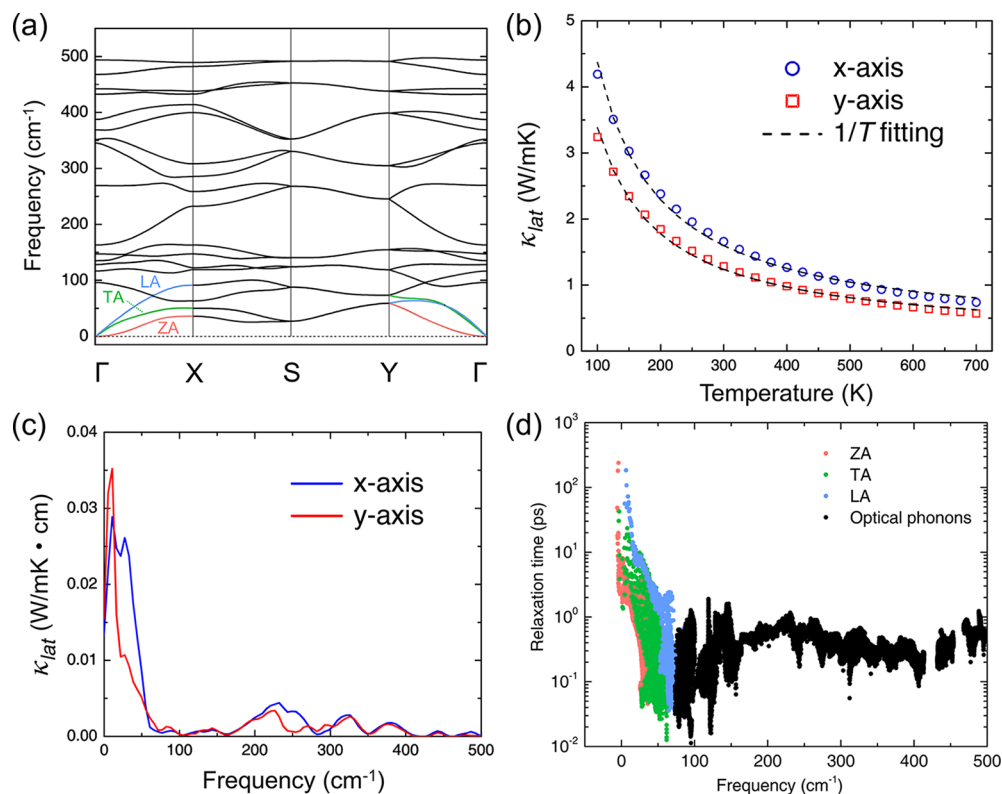 (a)
500
400
300
200
100
0
Frequency (cm⁻¹)
LA
TA
ZA
Γ X S Y Γ
(b)
5
4
3
2
1
0
κlat (W/mK)
x-axis
y-axis
1/T fitting
100 200 300 400 500 600 700
Temperature (K)
(c)
0.04
0.03
0.02
0.01
0.00
κlat (W/mK • cm)
x-axis
y-axis
0 100 200 300 400 500
Frequency (cm⁻¹)
(d)
10³
10²
10¹
10⁰
10⁻¹
10⁻²
Relaxation time (ps)
ZA
TA
LA
Optical phonons
0 100 200 300 400 500
Frequency (cm⁻¹)